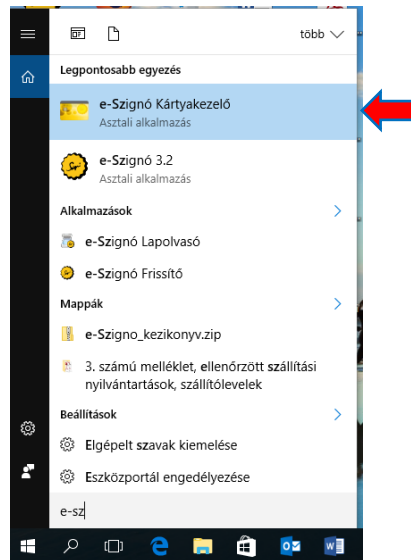 több
Legpontosabb egyezés
e-Szignó Kártyakezelő
Asztali alkalmazás
e-Szignó 3.2
Asztali alkalmazás
Alkalmazások
e-Szignó Lapolvasó
e-Szignó Frissítő
Mappák
e-Szigno_kezikonyv.zip
3. számú melléklet, ellenőrzött szállítási
nyilvántartások, szállítólevelek
Beállítások
Elgépelt szavak kiemelése
Eszközportál engedélyezése
e-sz